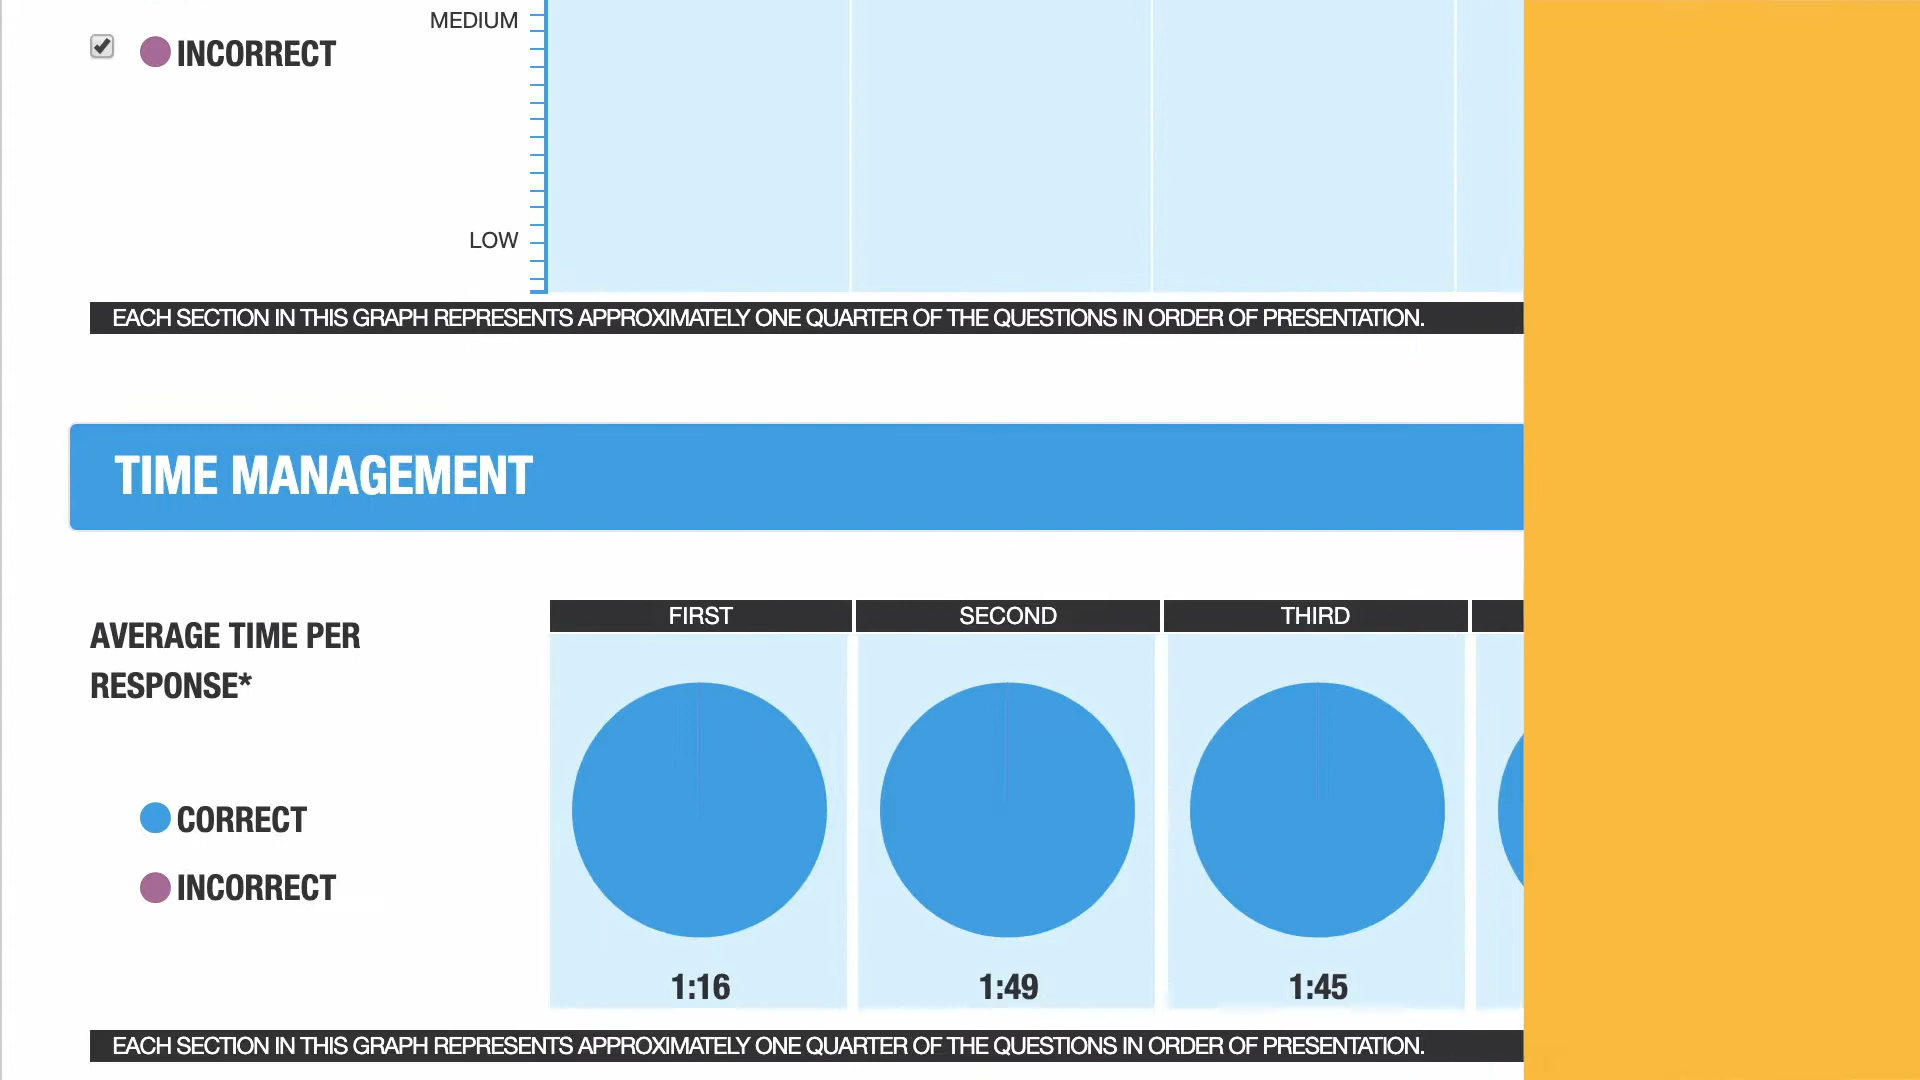 MEDIUM
INCORRECT
LOW
EACH SECTION IN THIS GRAPH REPRESENTS APPROXIMATELY ONE QUARTER OF THE QUESTIONS IN ORDER OF PRESENTATION.
TIME MANAGEMENT
FIRST SECOND THIRD
AVERAGE TIME PER
RESPONSE*
CORRECT
INCORRECT
1:16 1:49 1:45
EACH SECTION IN THIS GRAPH REPRESENTS APPROXIMATELY ONE QUARTER OF THE QUESTIONS IN ORDER OF PRESENTATION.